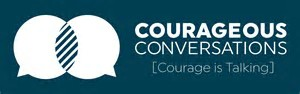 COURAGEOUS
CONVERSATIONS
[Courage is Talking]